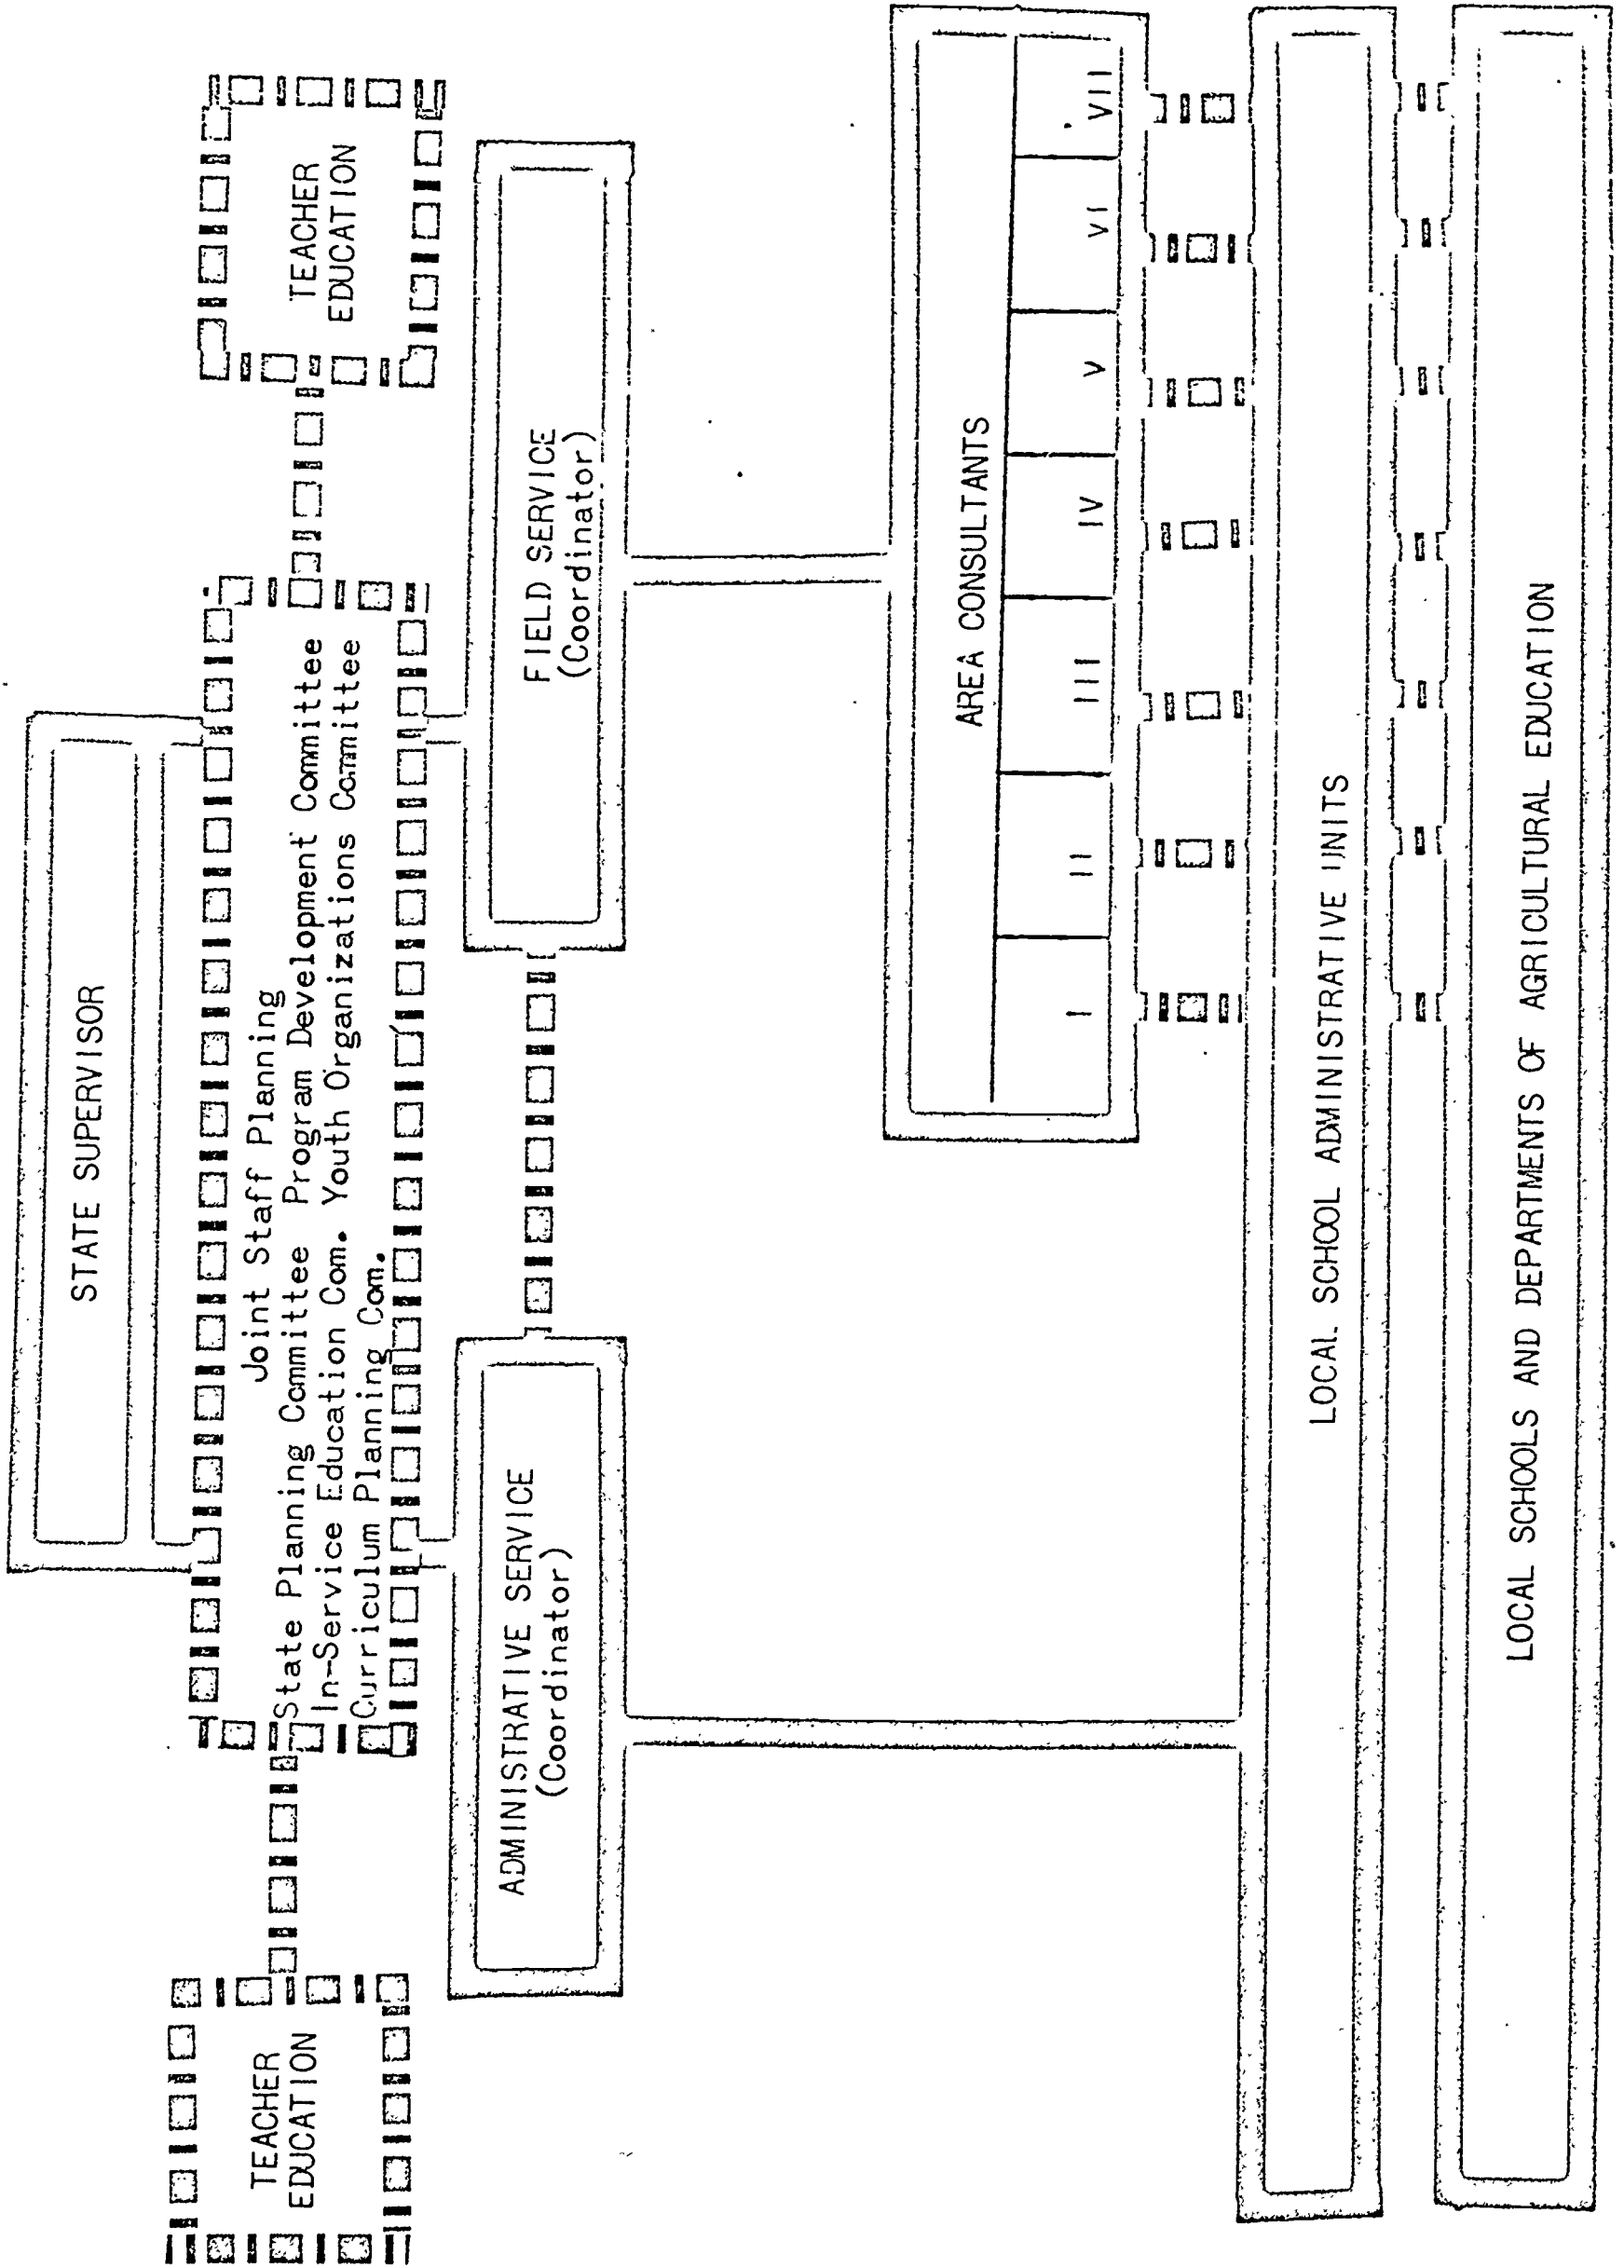 STATE SUPERVISOR
TEACHER
EDUCATION
Joint Staff Planning
State Planning Committee Program Development Committee
In-Service Education Com. Youth Organizations Committee
Curriculum Planning Com.
TEACHER
EDUCATION
ADMINISTRATIVE SERVICE
(Coordinator)
FIELD SERVICE
(Coordinator)
AREA CONSULTANTS
I II III IV V VI VII
LOCAL SCHOOL ADMINISTRATIVE UNITS
LOCAL SCHOOLS AND DEPARTMENTS OF AGRICULTURAL EDUCATION